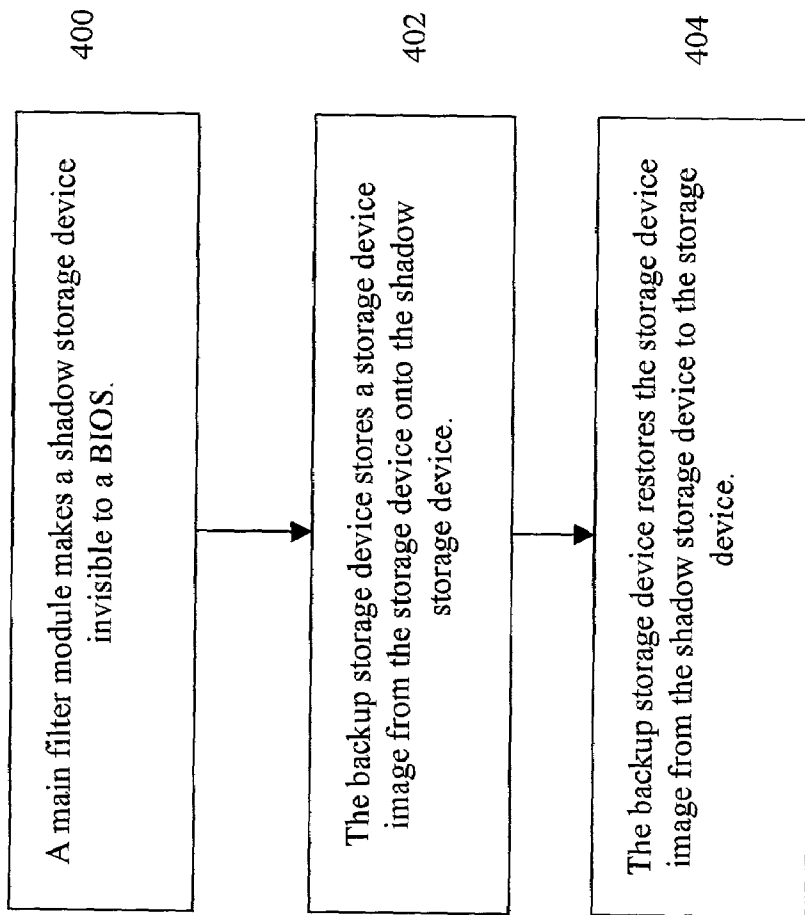 A main filter module makes a shadow storage device
invisible to a BIOS.
400
The backup storage device stores a storage device
image from the storage device onto the shadow
storage device.
402
The backup storage device restores the storage device
image from the shadow storage device to the storage
device.
404